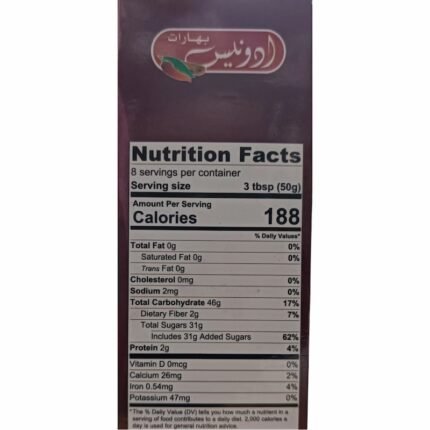 بهارات
ادونيس
Nutrition Facts
8 servings per container
Serving size 3 tbsp (50g)
Amount Per Serving
Calories 188
% Daily Values*
Total Fat 0g 0%
Saturated Fat 0g 0%
Trans Fat 0g
Cholesterol 0mg 0%
Sodium 2mg 0%
Total Carbohydrate 46g 17%
Dietary Fiber 2g 7%
Total Sugars 31g
Includes 31g Added Sugars 62%
Protein 2g 4%
Vitamin D 0mcg 0%
Calcium 26mg 2%
Iron 0.54mg 4%
Potassium 47mg 0%
*The % Daily Value (DV) tells you how much a nutrient in a
serving of food contributes to a daily diet. 2,000 calories a
day is used for general nutrition advice.